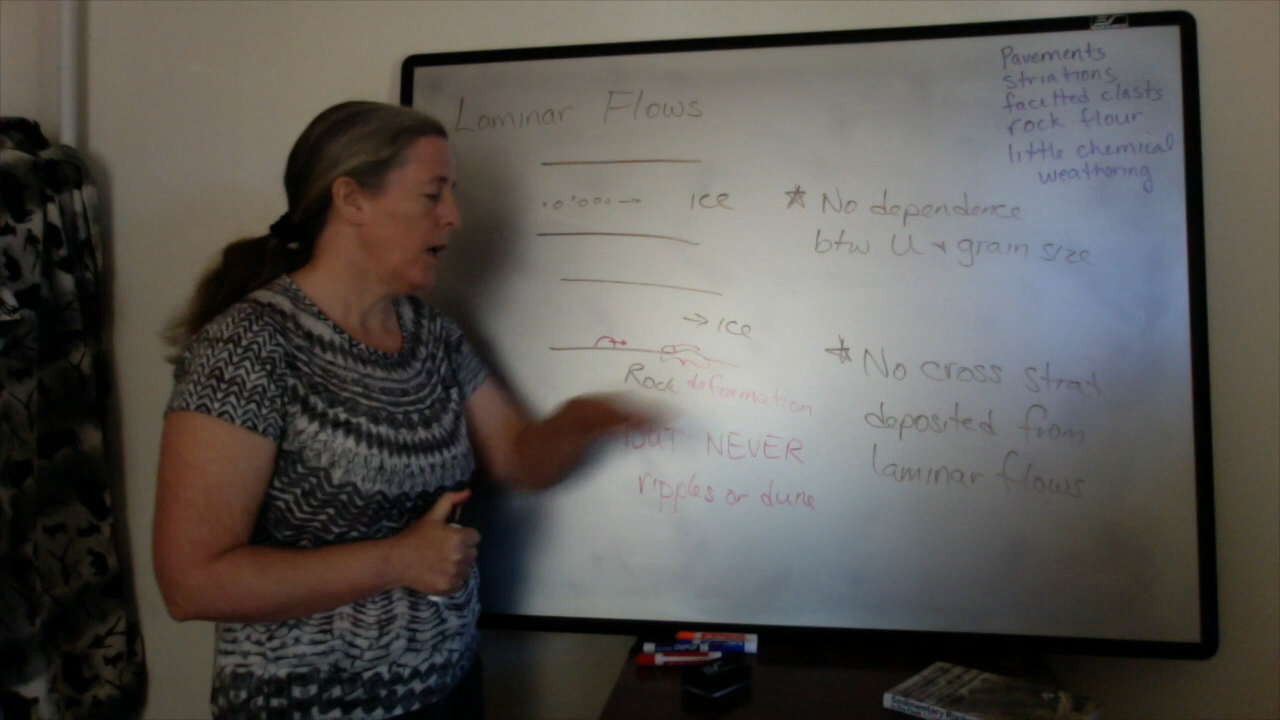 Laminar Flows
Pavements
striations
facetted clasts
rock flour
little chemical
weathering
ICE
* No dependence
btw U + grain size
→ ICE
Rock deformation
BUT NEVER
ripples or dune
* No cross strat
deposited from
laminar flows